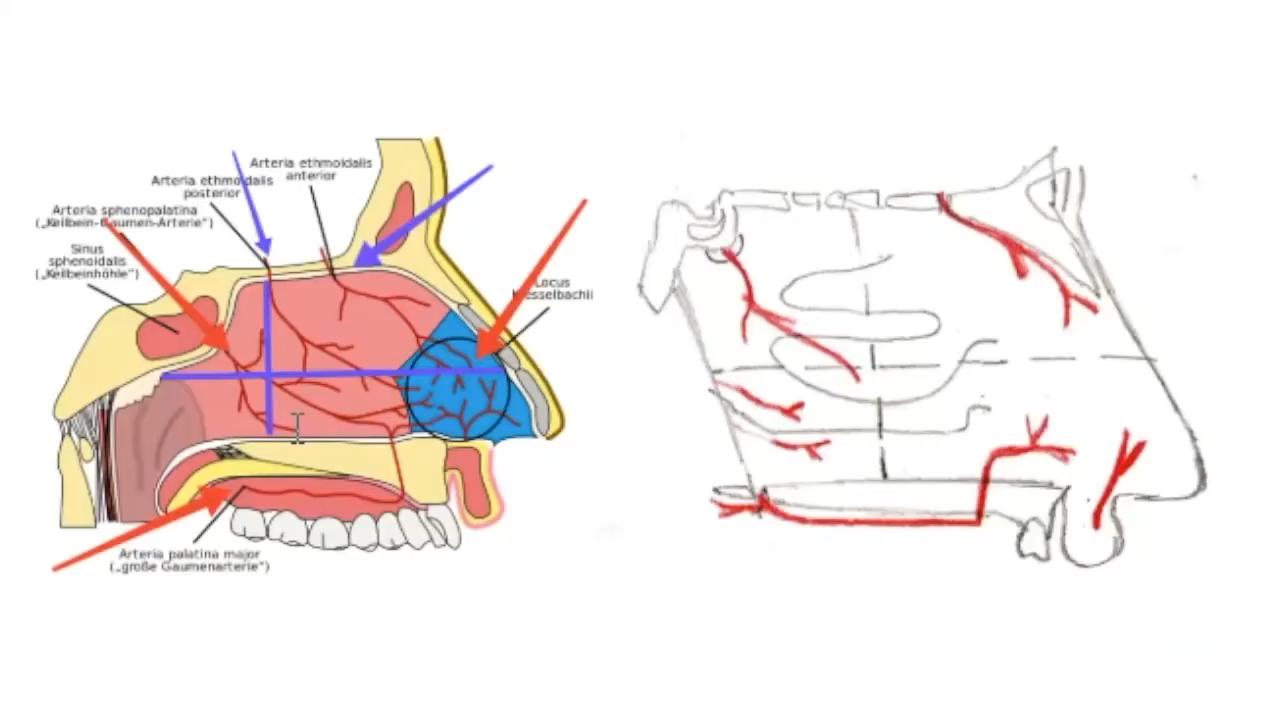 Arteria ethmoidalis
anterior
Arteria ethmoidalis
posterior
Arteria sphenopalatina
(„Keilbein-Gaumen-Arterie")
Sinus
sphenoidalis
(„Keilbeinhöhle")
Locus
Kiesselbachii
Arteria palatina major
(„große Gaumenarterie")